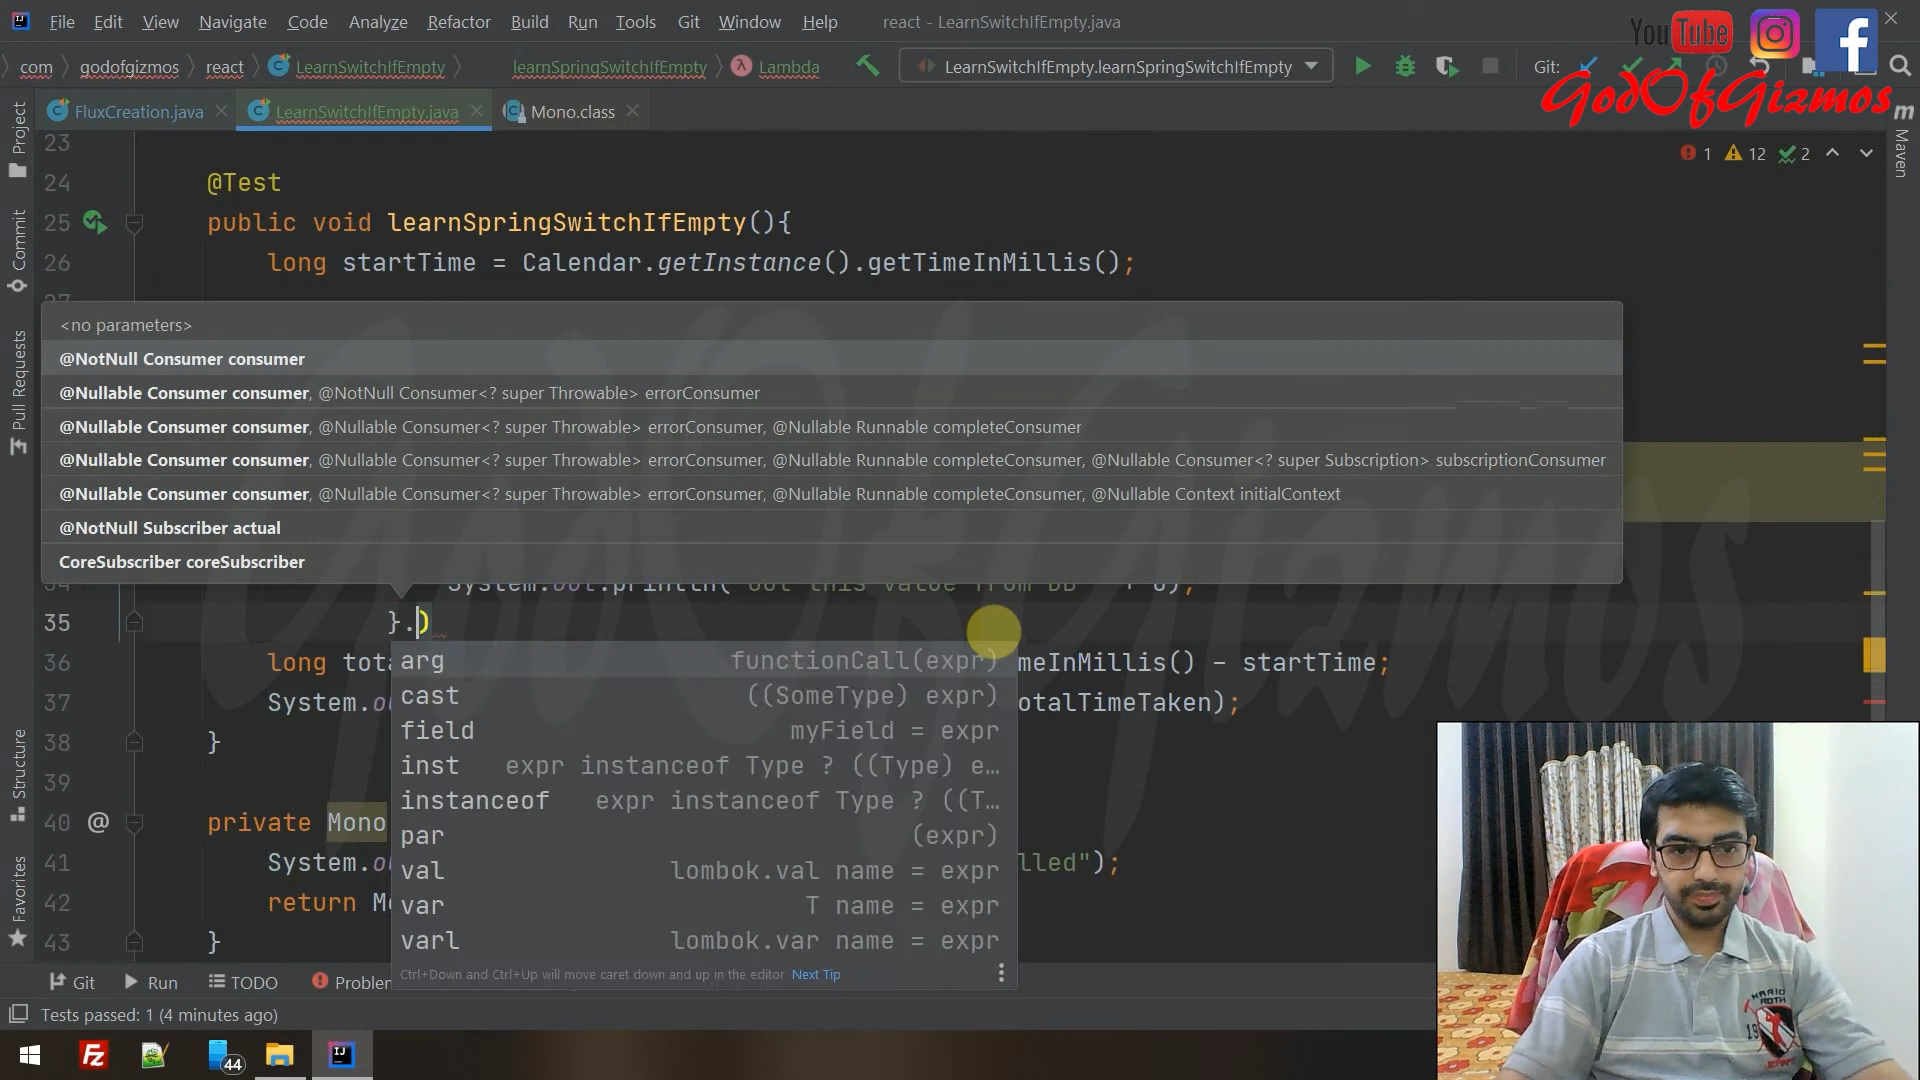 File Edit View Navigate Code Analyze Refactor Build Run Tools Git Window Help react - LearnSwitchIfEmpty.java
You Tube
com godofgizmos react LearnSwitchIfEmpty learnSpringSwitchIfEmpty Lambda LearnSwitchIfEmpty.learnSpringSwitchIfEmpty Git:
GodOfGizmos
FluxCreation.java LearnSwitchIfEmpty.java Mono.class
Project
Commit
Pull Requests
Structure
Favorites
Maven
1 12 2
23
24 @Test
25 public void learnSpringSwitchIfEmpty(){
26 long startTime = Calendar.getInstance().getTimeInMillis();
<no parameters>
@NotNull Consumer consumer
@Nullable Consumer consumer, @NotNull Consumer<? super Throwable> errorConsumer
@Nullable Consumer consumer, @Nullable Consumer<? super Throwable> errorConsumer, @Nullable Runnable completeConsumer
@Nullable Consumer consumer, @Nullable Consumer<? super Throwable> errorConsumer, @Nullable Runnable completeConsumer, @Nullable Consumer<? super Subscription> subscriptionConsumer
@Nullable Consumer consumer, @Nullable Consumer<? super Throwable> errorConsumer, @Nullable Runnable completeConsumer, @Nullable Context initialContext
@NotNull Subscriber actual
CoreSubscriber coreSubscriber
35 }.)
36 long tota meInMillis() - startTime;
37 System.ou otalTimeTaken);
38 }
39
40 @ private Mono
41 System.ou lled");
42 return Mo
43 }
arg functionCall(expr)
cast ((SomeType) expr)
field myField = expr
inst expr instanceof Type ? ((Type) e…
instanceof expr instanceof Type ? ((T…
par (expr)
val lombok.val name = expr
var T name = expr
varl lombok.var name = expr
Ctrl+Down and Ctrl+Up will move caret down and up in the editor Next Tip
Git Run TODO Problem
Tests passed: 1 (4 minutes ago)
44
GodOfGizmos
MARIO
ROTH
19